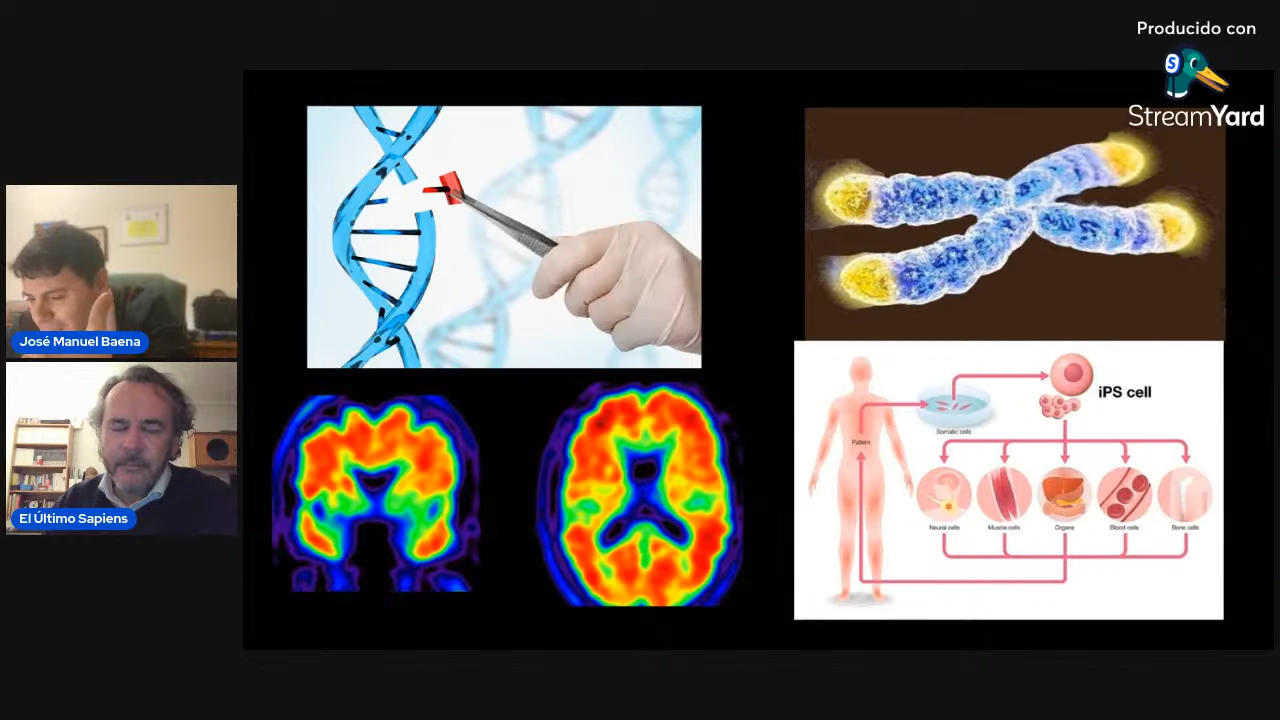 Producido con
S
StreamYard
José Manuel Baena
El Último Sapiens
iPS cell
Somatic cells
Patient
Neural cells
Muscle cells
Organs
Blood cells
Bone cells